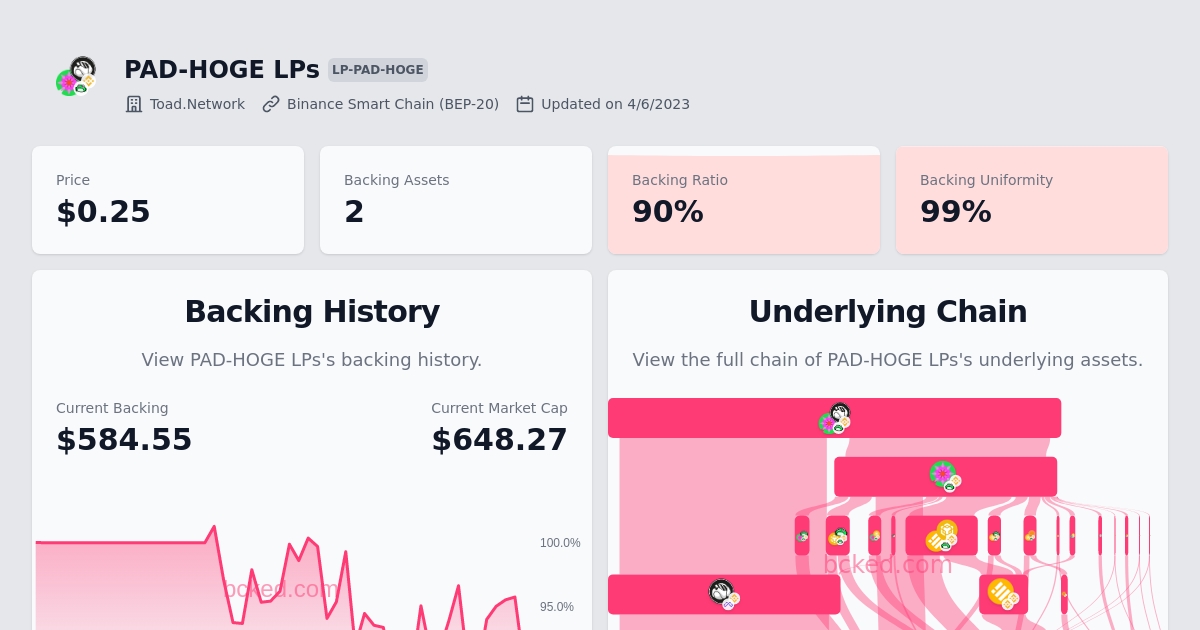 PAD-HOGE LPs LP-PAD-HOGE
Toad.Network Binance Smart Chain (BEP-20) Updated on 4/6/2023
Price
$0.25
Backing Assets
2
Backing Ratio
90%
Backing Uniformity
99%
Backing History
View PAD-HOGE LPs's backing history.
Current Backing
$584.55
Current Market Cap
$648.27
100.0%
bcked.com
95.0%
Underlying Chain
View the full chain of PAD-HOGE LPs's underlying assets.
bcked.com